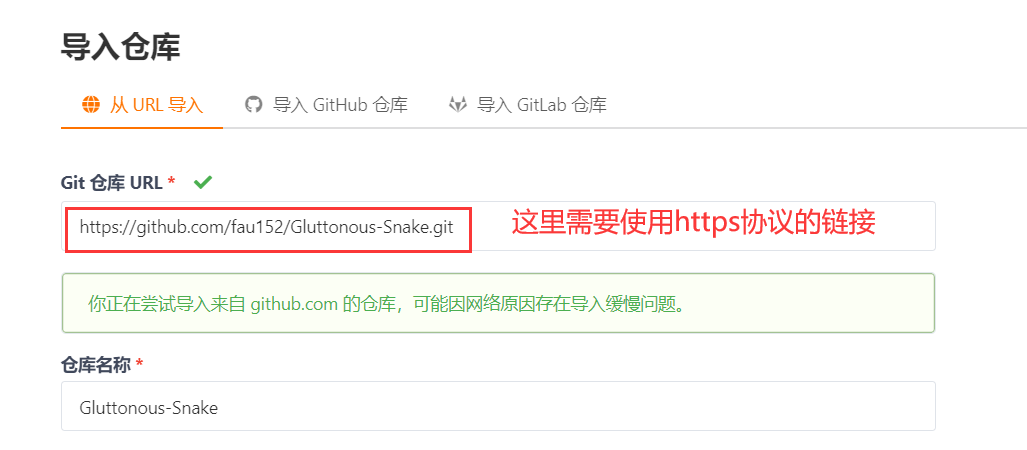 导入仓库
从 URL 导入 导入 GitHub 仓库 导入 GitLab 仓库
Git 仓库 URL *
https://github.com/fau152/Gluttonous-Snake.git 这里需要使用https协议的链接
你正在尝试导入来自 github.com 的仓库，可能因网络原因存在导入缓慢问题。
仓库名称 *
Gluttonous-Snake